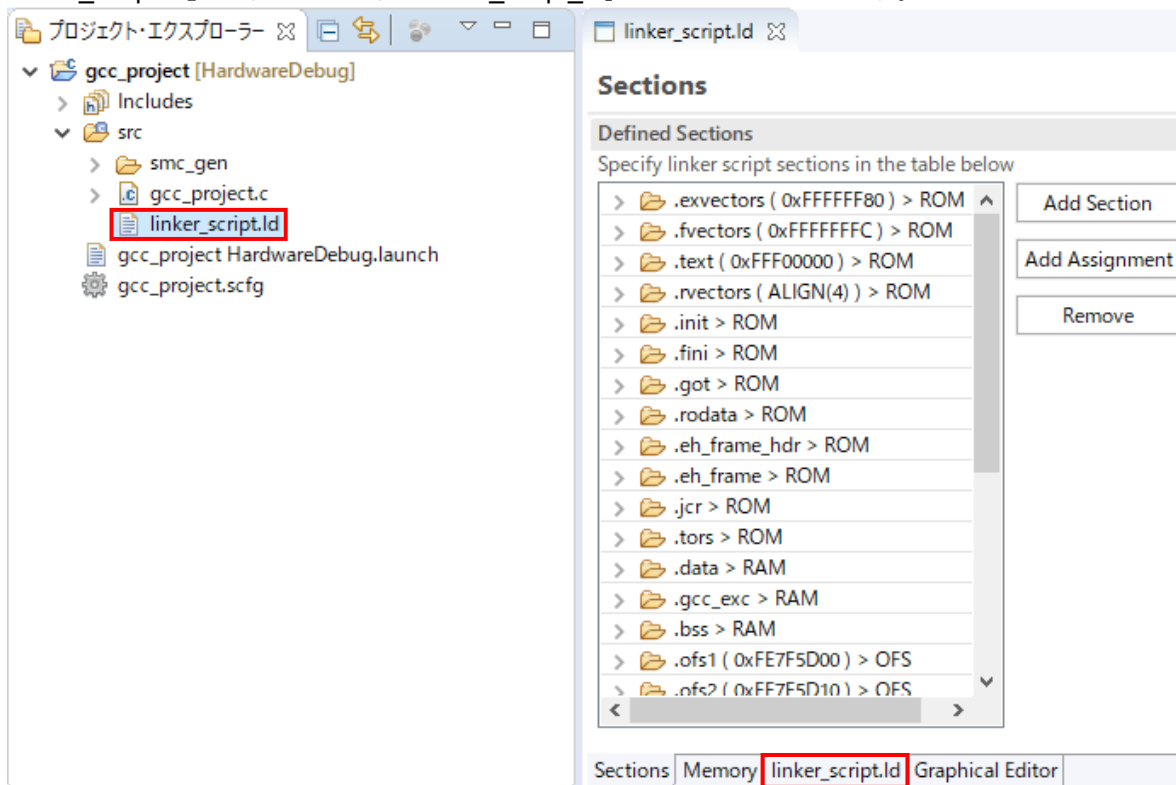 プロジェクト・エクスプローラー
gcc_project [HardwareDebug]
Includes
src
smc_gen
gcc_project.c
linker_script.ld
gcc_project HardwareDebug.launch
gcc_project.scfg
linker_script.ld
Sections
Defined Sections
Specify linker script sections in the table below
.exvectors ( 0xFFFFFF80 ) > ROM
.fvectors ( 0xFFFFFFFC ) > ROM
.text ( 0xFFF00000 ) > ROM
.rvectors ( ALIGN(4) ) > ROM
.init > ROM
.fini > ROM
.got > ROM
.rodata > ROM
.eh_frame_hdr > ROM
.eh_frame > ROM
.jcr > ROM
.tors > ROM
.data > RAM
.gcc_exc > RAM
.bss > RAM
.ofs1 ( 0xFE7F5D00 ) > OFS
.ofs2 ( 0xFE7F5D10 ) > OFS
Add Section
Add Assignment
Remove
Sections
Memory
linker_script.ld
Graphical Editor